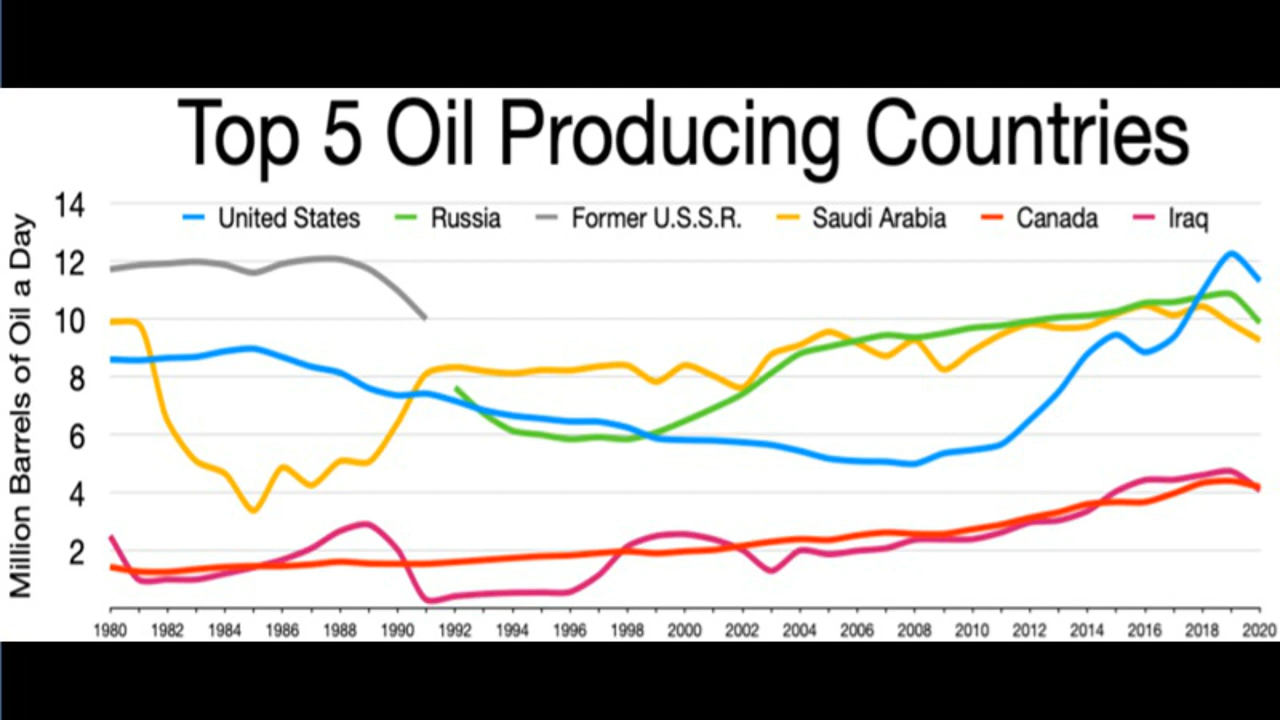 Top 5 Oil Producing Countries
Million Barrels of Oil a Day
United States Russia Former U.S.S.R. Saudi Arabia Canada Iraq
14
12
10
8
6
4
2
1980 1982 1984 1986 1988 1990 1992 1994 1996 1998 2000 2002 2004 2006 2008 2010 2012 2014 2016 2018 2020